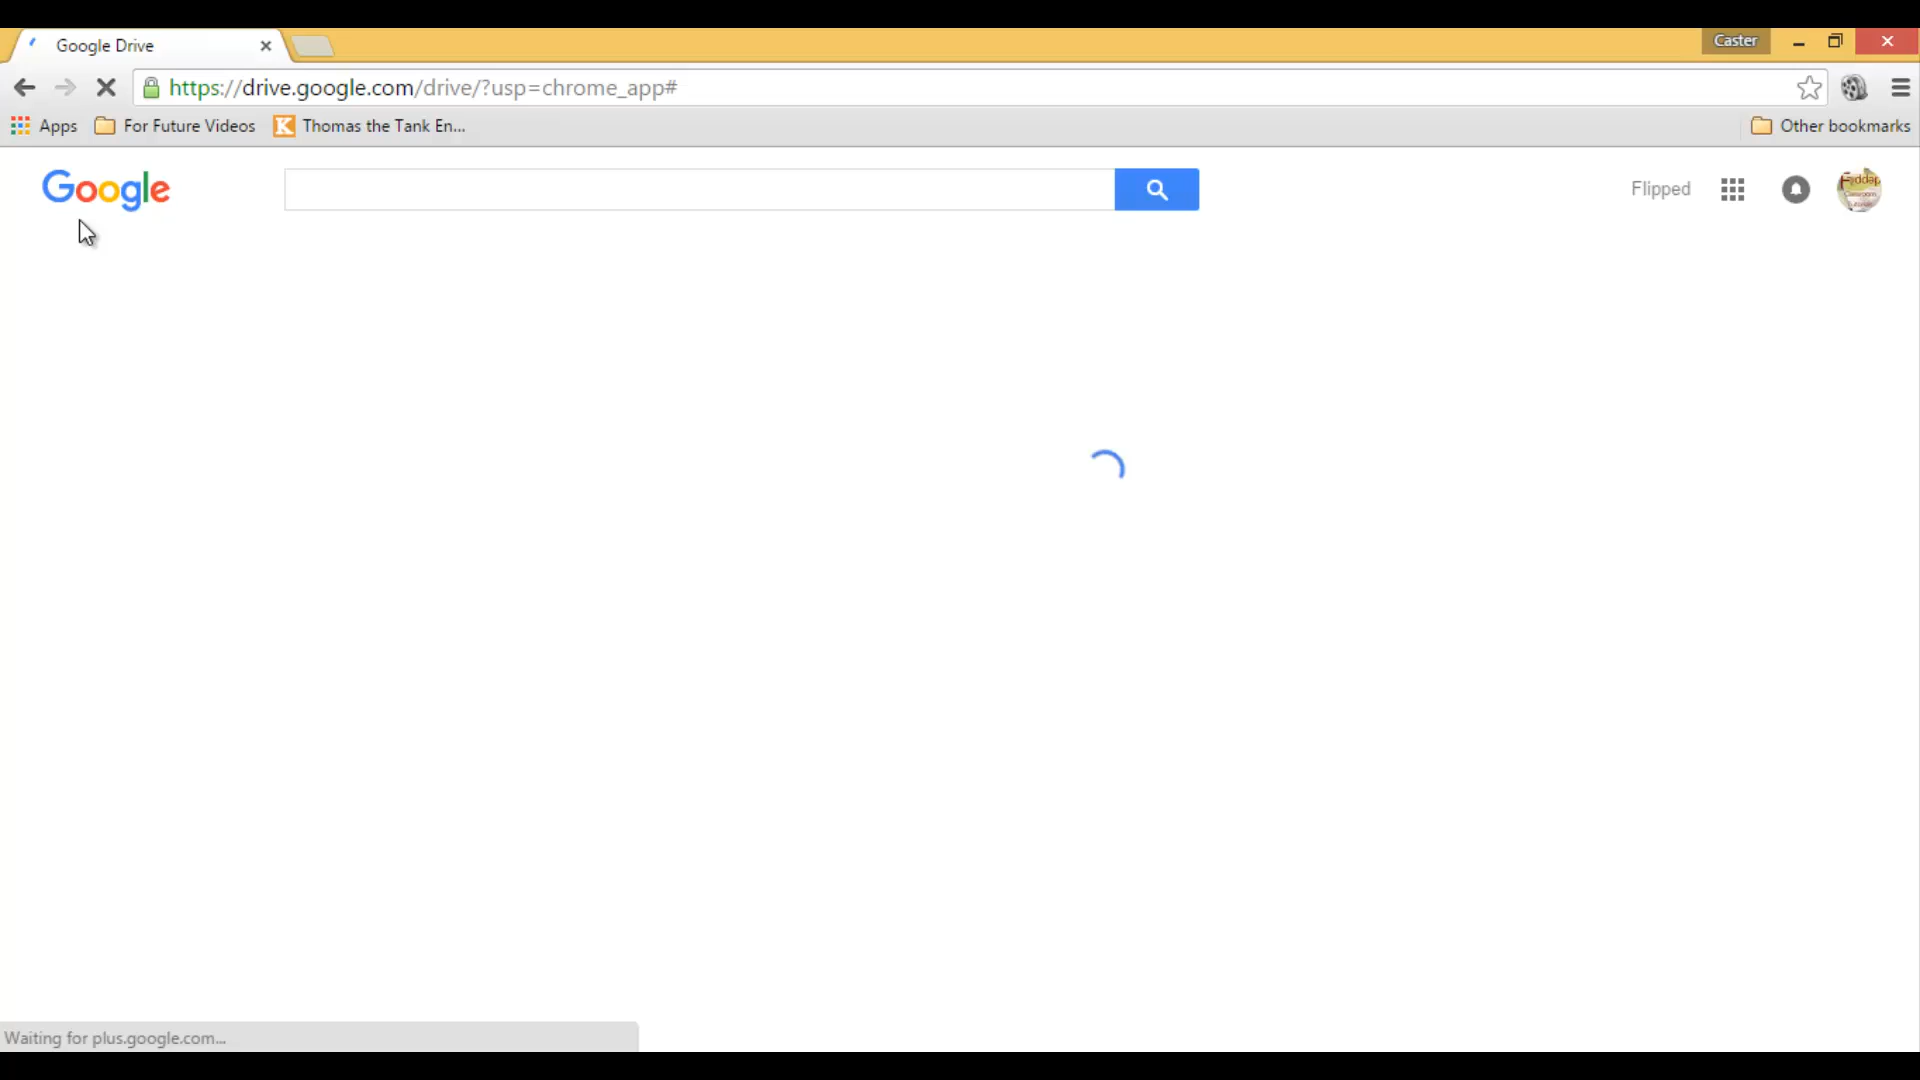 Google Drive
Caster
https://drive.google.com/drive/?usp=chrome_app#
Apps
For Future Videos
K
Thomas the Tank En...
Other bookmarks
Google
Flipped
Waiting for plus.google.com...